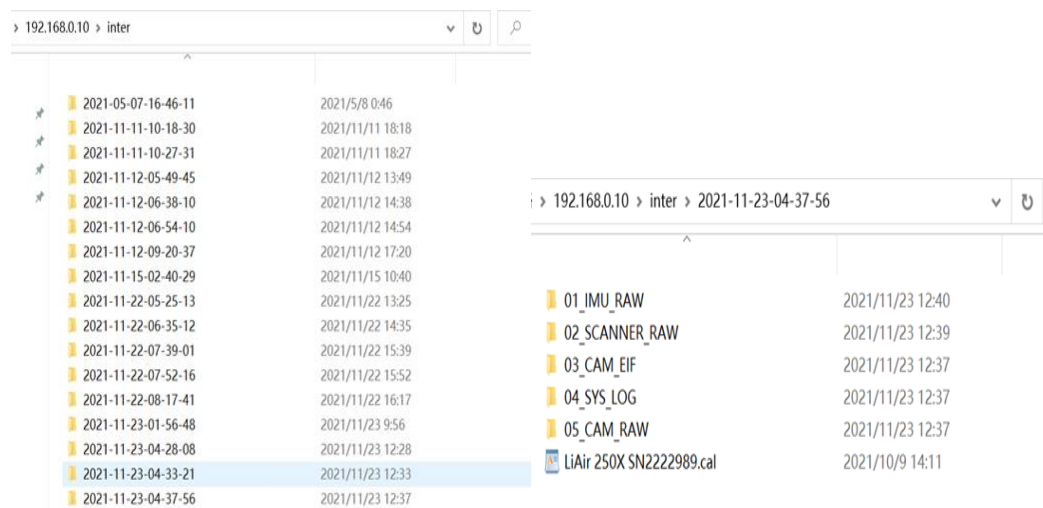 > 192.168.0.10 > inter
2021-05-07-16-46-11 2021/5/8 0:46
2021-11-11-10-18-30 2021/11/11 18:18
2021-11-11-10-27-31 2021/11/11 18:27
2021-11-12-05-49-45 2021/11/12 13:49
2021-11-12-06-38-10 2021/11/12 14:38
2021-11-12-06-54-10 2021/11/12 14:54
2021-11-12-09-20-37 2021/11/12 17:20
2021-11-15-02-40-29 2021/11/15 10:40
2021-11-22-05-25-13 2021/11/22 13:25
2021-11-22-06-35-12 2021/11/22 14:35
2021-11-22-07-39-01 2021/11/22 15:39
2021-11-22-07-52-16 2021/11/22 15:52
2021-11-22-08-17-41 2021/11/22 16:17
2021-11-23-01-56-48 2021/11/23 9:56
2021-11-23-04-28-08 2021/11/23 12:28
2021-11-23-04-33-21 2021/11/23 12:33
2021-11-23-04-37-56 2021/11/23 12:37
> 192.168.0.10 > inter > 2021-11-23-04-37-56
01_IMU_RAW 2021/11/23 12:40
02_SCANNER_RAW 2021/11/23 12:39
03_CAM_EIF 2021/11/23 12:37
04_SYS_LOG 2021/11/23 12:37
05_CAM_RAW 2021/11/23 12:37
LiAir 250X SN2222989.cal 2021/10/9 14:11